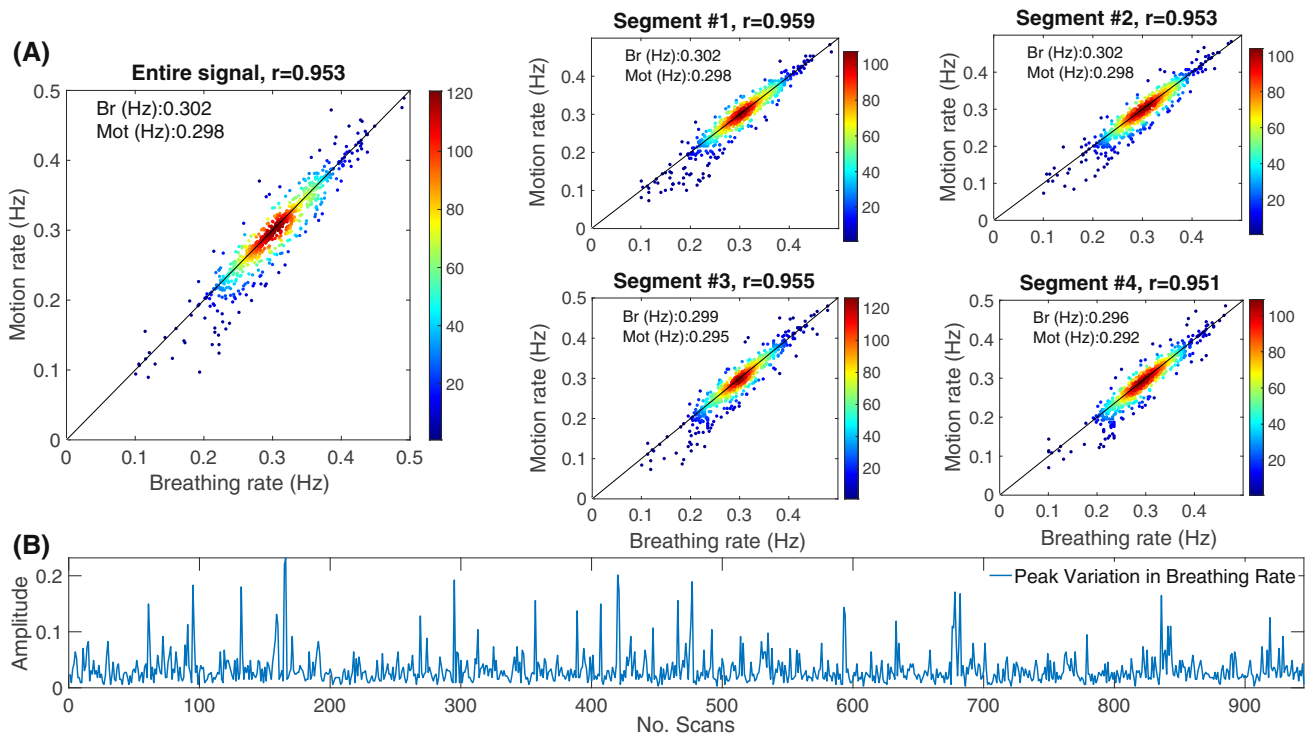 (A)
Entire signal, r=0.953
Br (Hz):0.302
Mot (Hz):0.298
0.5
0.4
0.3
0.2
0.1
0
Motion rate (Hz)
0 0.1 0.2 0.3 0.4 0.5
Breathing rate (Hz)
120
100
80
60
40
20
Segment #1, r=0.959
Br (Hz):0.302
Mot (Hz):0.298
0.4
0.3
0.2
0.1
0
Motion rate (Hz)
0 0.1 0.2 0.3 0.4
100
80
60
40
20
Segment #2, r=0.953
Br (Hz):0.302
Mot (Hz):0.298
0.4
0.3
0.2
0.1
0
Motion rate (Hz)
0 0.1 0.2 0.3 0.4
100
80
60
40
20
Segment #3, r=0.955
Br (Hz):0.299
Mot (Hz):0.295
0.5
0.4
0.3
0.2
0.1
0
Motion rate (Hz)
0 0.1 0.2 0.3 0.4
Breathing rate (Hz)
120
100
80
60
40
20
Segment #4, r=0.951
Br (Hz):0.296
Mot (Hz):0.292
0.5
0.4
0.3
0.2
0.1
0
Motion rate (Hz)
0 0.1 0.2 0.3 0.4
Breathing rate (Hz)
100
80
60
40
20
(B)
Peak Variation in Breathing Rate
0.2
0.1
0
Amplitude
0 100 200 300 400 500 600 700 800 900
No. Scans